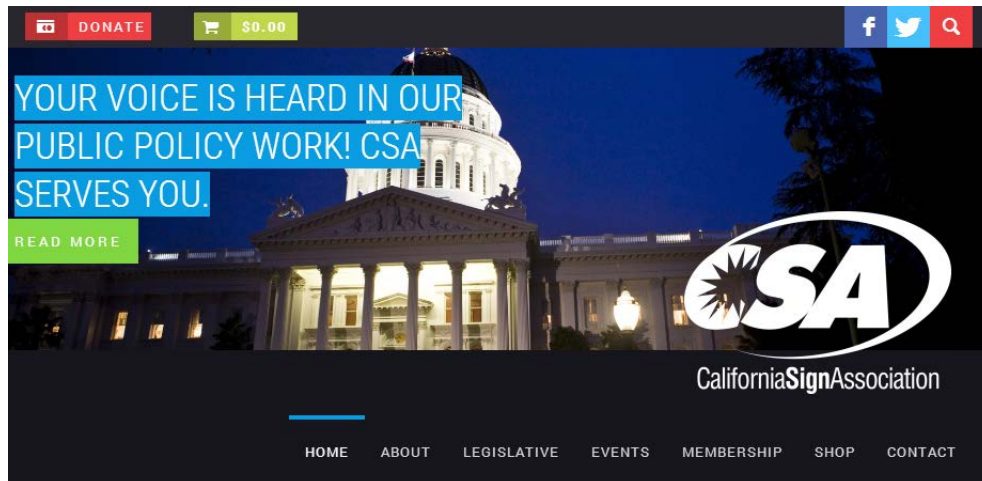 DONATE
$0.00
YOUR VOICE IS HEARD IN OUR
PUBLIC POLICY WORK! CSA
SERVES YOU.
READ MORE
CSA
CaliforniaSignAssociation
HOME ABOUT LEGISLATIVE EVENTS MEMBERSHIP SHOP CONTACT